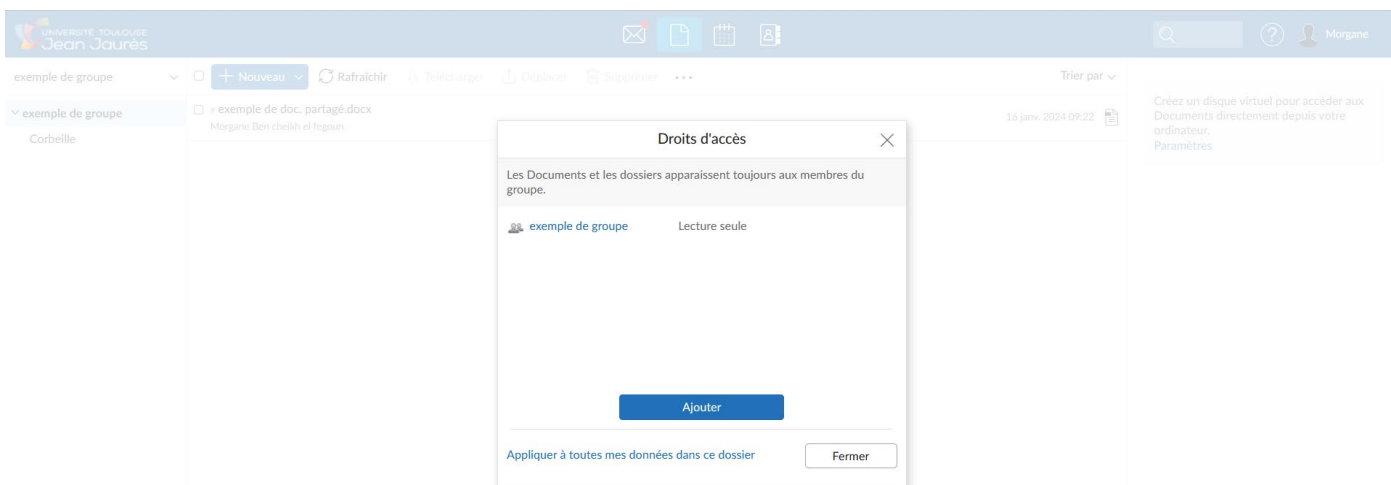 UNIVERSITÉ TOULOUSE
Jean Jaurès
Morgane
exemple de groupe
Nouveau
Rafraîchir
Télécharger
Déplacer
Supprimer
Trier par
exemple de groupe
Corbeille
exemple de doc. partagé.docx
Morgane Ben cheikh el fegoun
16 janv. 2024 09:22
Créez un disque virtuel pour accéder aux
Documents directement depuis votre
ordinateur.
Paramètres
Droits d'accès
Les Documents et les dossiers apparaissent toujours aux membres du
groupe.
exemple de groupe Lecture seule
Ajouter
Appliquer à toutes mes données dans ce dossier
Fermer